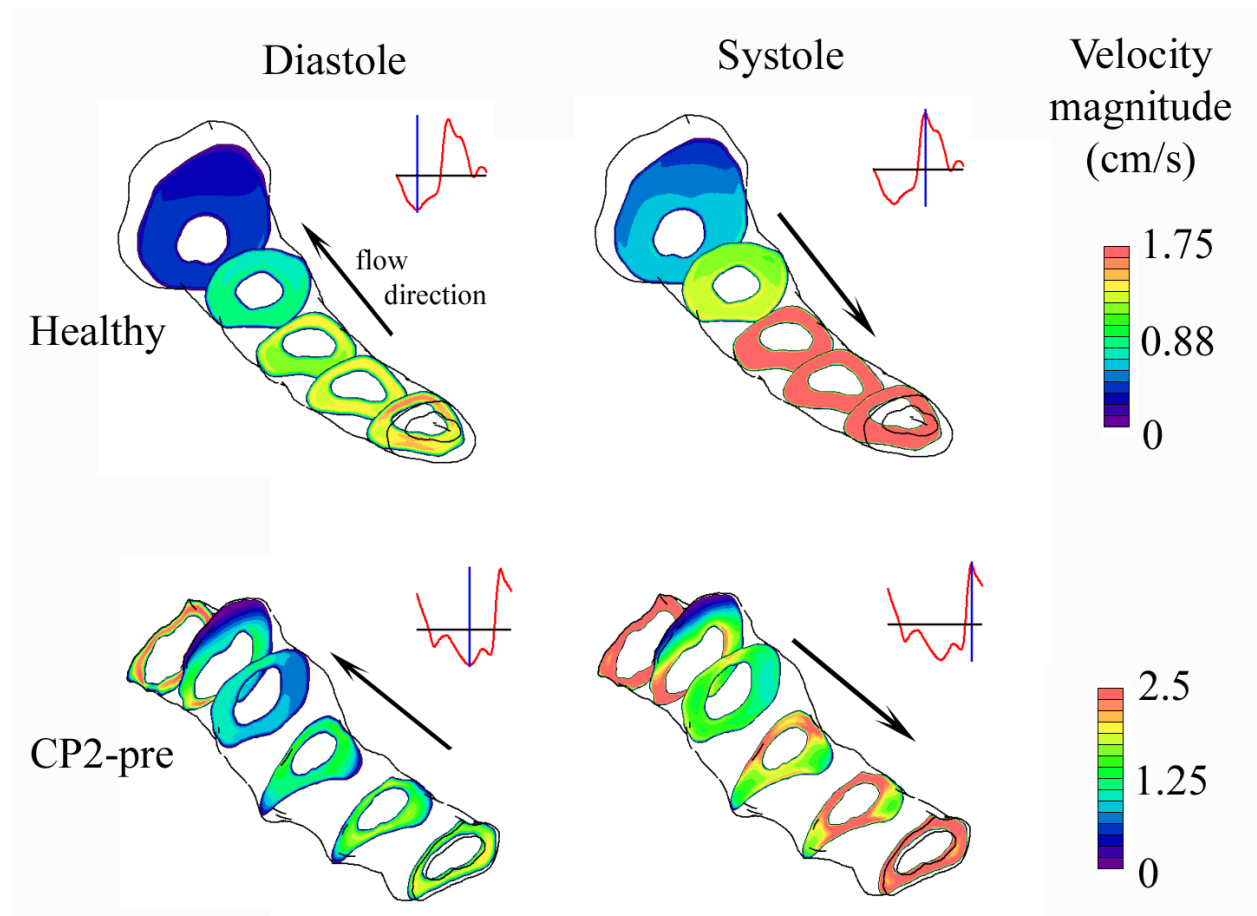 Diastole
Systole
Velocity
magnitude
(cm/s)
flow
direction
Healthy
1.75
0.88
0
CP2-pre
2.5
1.25
0